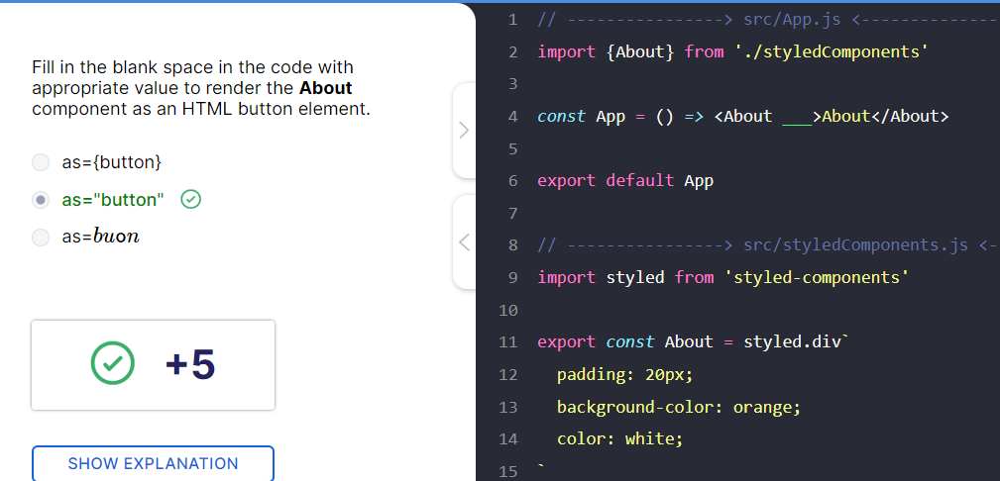 Fill in the blank space in the code with
appropriate value to render the About
component as an HTML button element.
as={button}
as="button"
as=buon
+5
SHOW EXPLANATION
1 // ----------------> src/App.js <--------------
2 import {About} from './styledComponents'
3
4 const App = () => <About ___>About</About>
5
6 export default App
7
8 // ----------------> src/styledComponents.js <-
9 import styled from 'styled-components'
10
11 export const About = styled.div`
12 padding: 20px;
13 background-color: orange;
14 color: white;
15 `